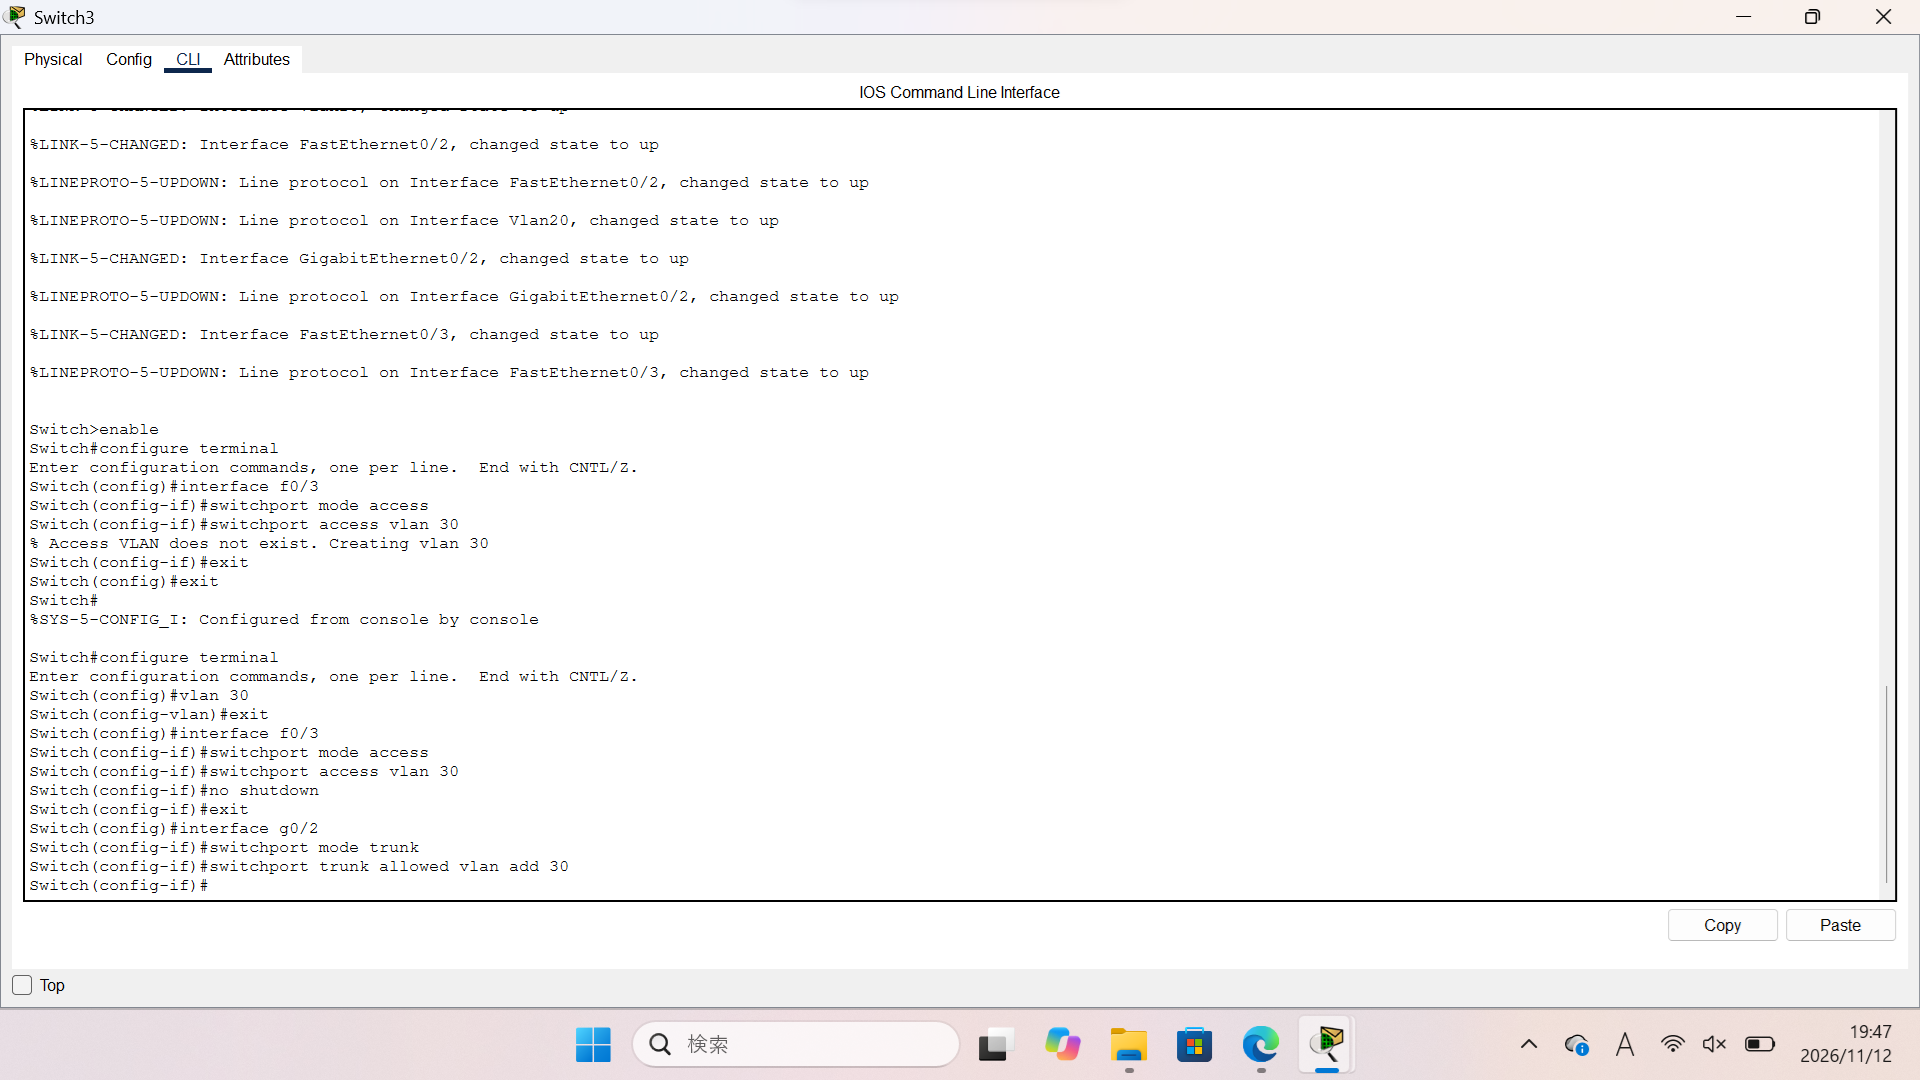 Switch3
Physical Config CLI Attributes
IOS Command Line Interface
%LINK-5-CHANGED: Interface FastEthernet0/2, changed state to up
%LINEPROTO-5-UPDOWN: Line protocol on Interface FastEthernet0/2, changed state to up
%LINEPROTO-5-UPDOWN: Line protocol on Interface Vlan20, changed state to up
%LINK-5-CHANGED: Interface GigabitEthernet0/2, changed state to up
%LINEPROTO-5-UPDOWN: Line protocol on Interface GigabitEthernet0/2, changed state to up
%LINK-5-CHANGED: Interface FastEthernet0/3, changed state to up
%LINEPROTO-5-UPDOWN: Line protocol on Interface FastEthernet0/3, changed state to up
Switch>enable
Switch#configure terminal
Enter configuration commands, one per line.  End with CNTL/Z.
Switch(config)#interface f0/3
Switch(config-if)#switchport mode access
Switch(config-if)#switchport access vlan 30
% Access VLAN does not exist. Creating vlan 30
Switch(config-if)#exit
Switch(config)#exit
Switch#
%SYS-5-CONFIG_I: Configured from console by console
Switch#configure terminal
Enter configuration commands, one per line.  End with CNTL/Z.
Switch(config)#vlan 30
Switch(config-vlan)#exit
Switch(config)#interface f0/3
Switch(config-if)#switchport mode access
Switch(config-if)#switchport access vlan 30
Switch(config-if)#no shutdown
Switch(config-if)#exit
Switch(config)#interface g0/2
Switch(config-if)#switchport mode trunk
Switch(config-if)#switchport trunk allowed vlan add 30
Switch(config-if)#
Copy Paste
Top
検索
A
19:47
2026/11/12